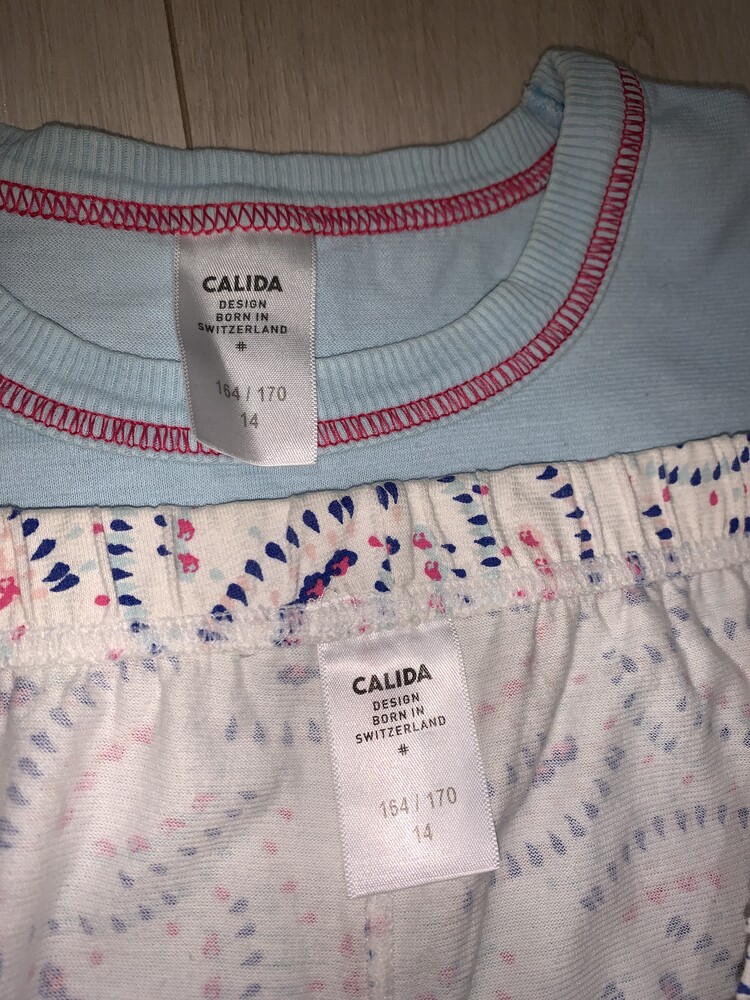 CALIDA
DESIGN
BORN IN
SWITZERLAND
#
164 / 170
14
CALIDA
DESIGN
BORN IN
SWITZERLAND
#
164 / 170
14